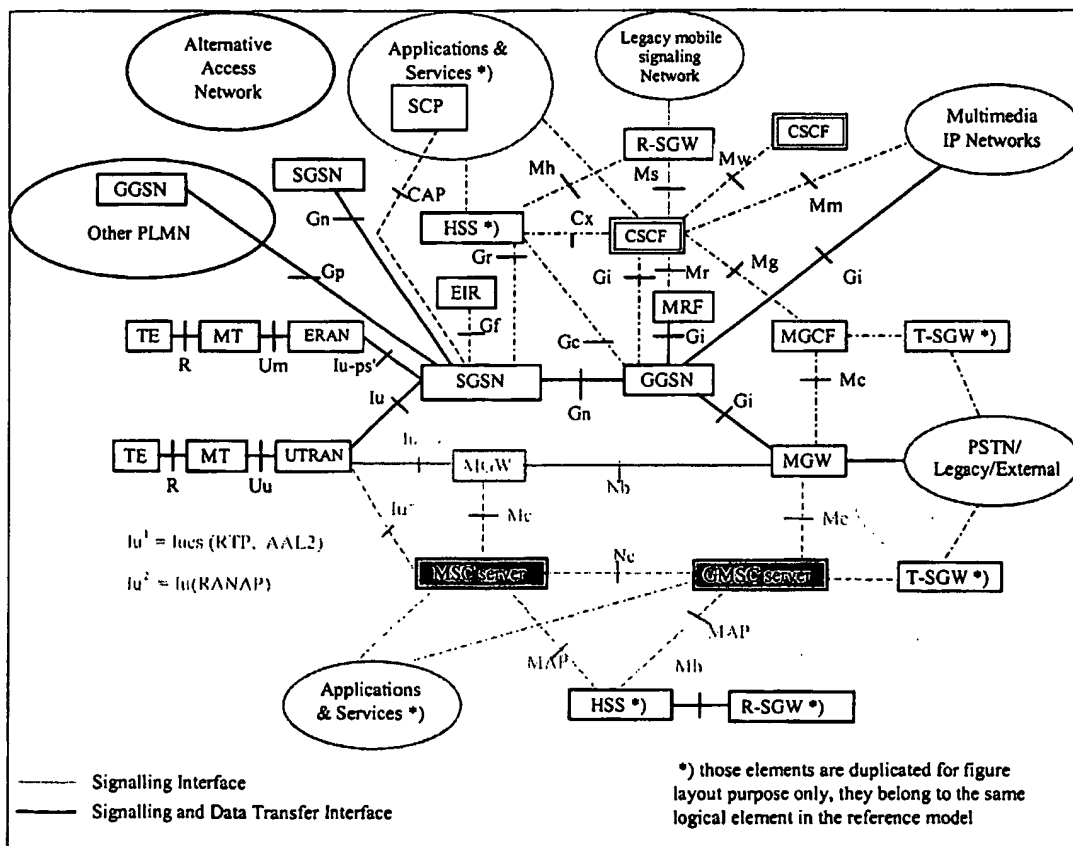 Alternative
Access
Network
Applications &
Services *)
SCP
Legacy mobile
signaling
Network
R-SGW
CSCF
Multimedia
IP Networks
GGSN
Other PLMN
SGSN
CAP
Gn
Mh
Ms
Mw
Mm
HSS *)
Cx
CSCF
Gr
Gp
EIR
Gf
Gi
Mr
Mg
Gi
MRF
Gi
Gc
TE
MT
ERAN
R
Um
Iu-ps'
MGCF
T-SGW *)
SGSN
GGSN
Gn
Mc
Iu
Gi
TE
MT
UTRAN
R
Uu
Iu
MGW
Nb
MGW
PSTN/
Legacy/External
Iu
Mc
Mc
Iu¹ = Iucs (RTP, AAL2)
Iu² = Iu(RANAP)
MSC server
Nc
GMSC server
T-SGW *)
MAP
MAP
Mh
Applications
& Services *)
HSS *)
R-SGW *)
Signalling Interface
Signalling and Data Transfer Interface
*) those elements are duplicated for figure
layout purpose only, they belong to the same
logical element in the reference model